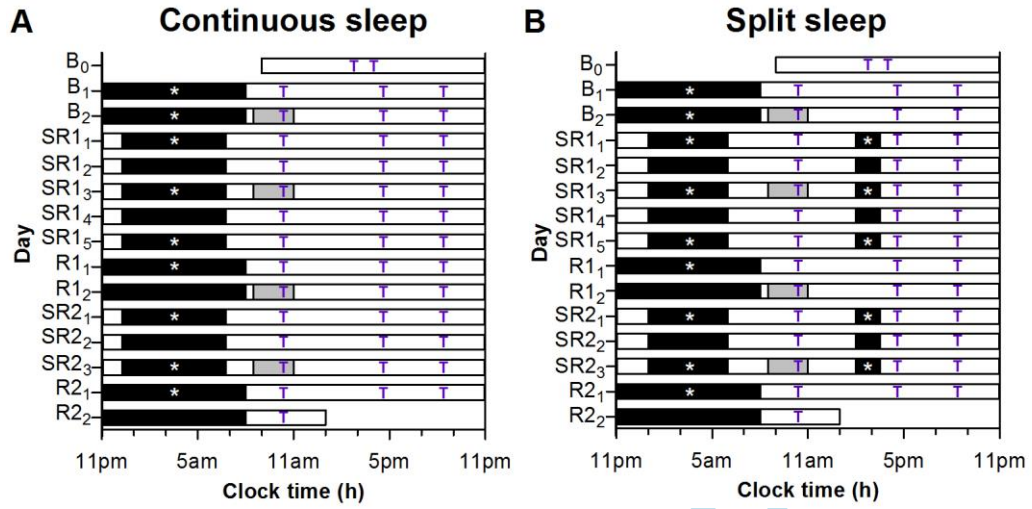 A Continuous sleep
Day
B0
B1
B2
SR11
SR12
SR13
SR14
SR15
R11
R12
SR21
SR22
SR23
R21
R22
T T
T T T
T T T
* T T T
* T T T
* T T T
T T T
* T T T
T T T
* T T T
* T T T
T T T
* T T T
T T T
* T T T
* T T T
T
11pm 5am 11am 5pm 11pm
Clock time (h)
B Split sleep
Day
B0
B1
B2
SR11
SR12
SR13
SR14
SR15
R11
R12
SR21
SR22
SR23
R21
R22
T T
* T T T
* T T T
* T * T T
T T T
* T * T T
T T T
* T * T T
* T T T
T T T
* T * T T
T T T
* T * T T
* T T T
T
11pm 5am 11am 5pm 11pm
Clock time (h)